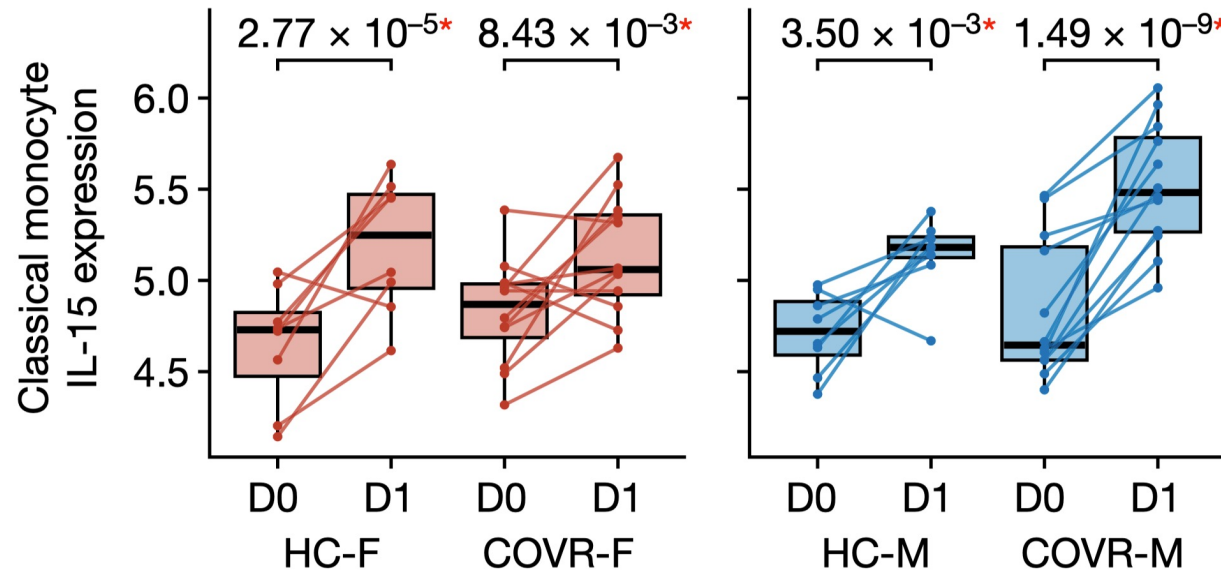 2.77 × 10⁻⁵* 8.43 × 10⁻³* 3.50 × 10⁻³* 1.49 × 10⁻⁹*
Classical monocyte
IL-15 expression
6.0
5.5
5.0
4.5
D0 D1 D0 D1 D0 D1 D0 D1
HC-F COVR-F HC-M COVR-M